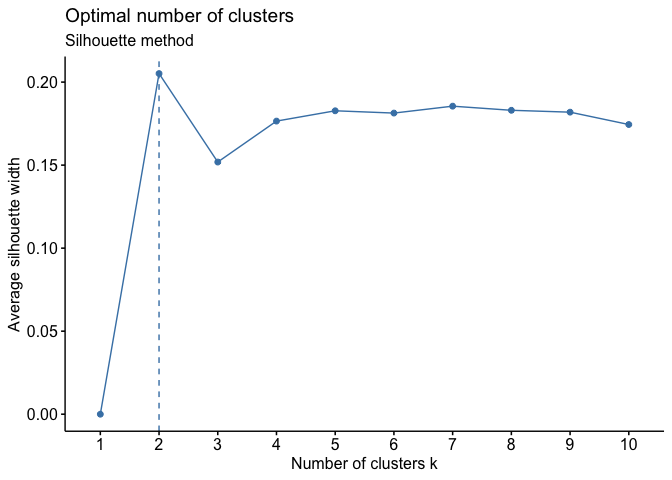 Optimal number of clusters
Silhouette method
Average silhouette width
0.20
0.15
0.10
0.05
0.00
1 2 3 4 5 6 7 8 9 10
Number of clusters k